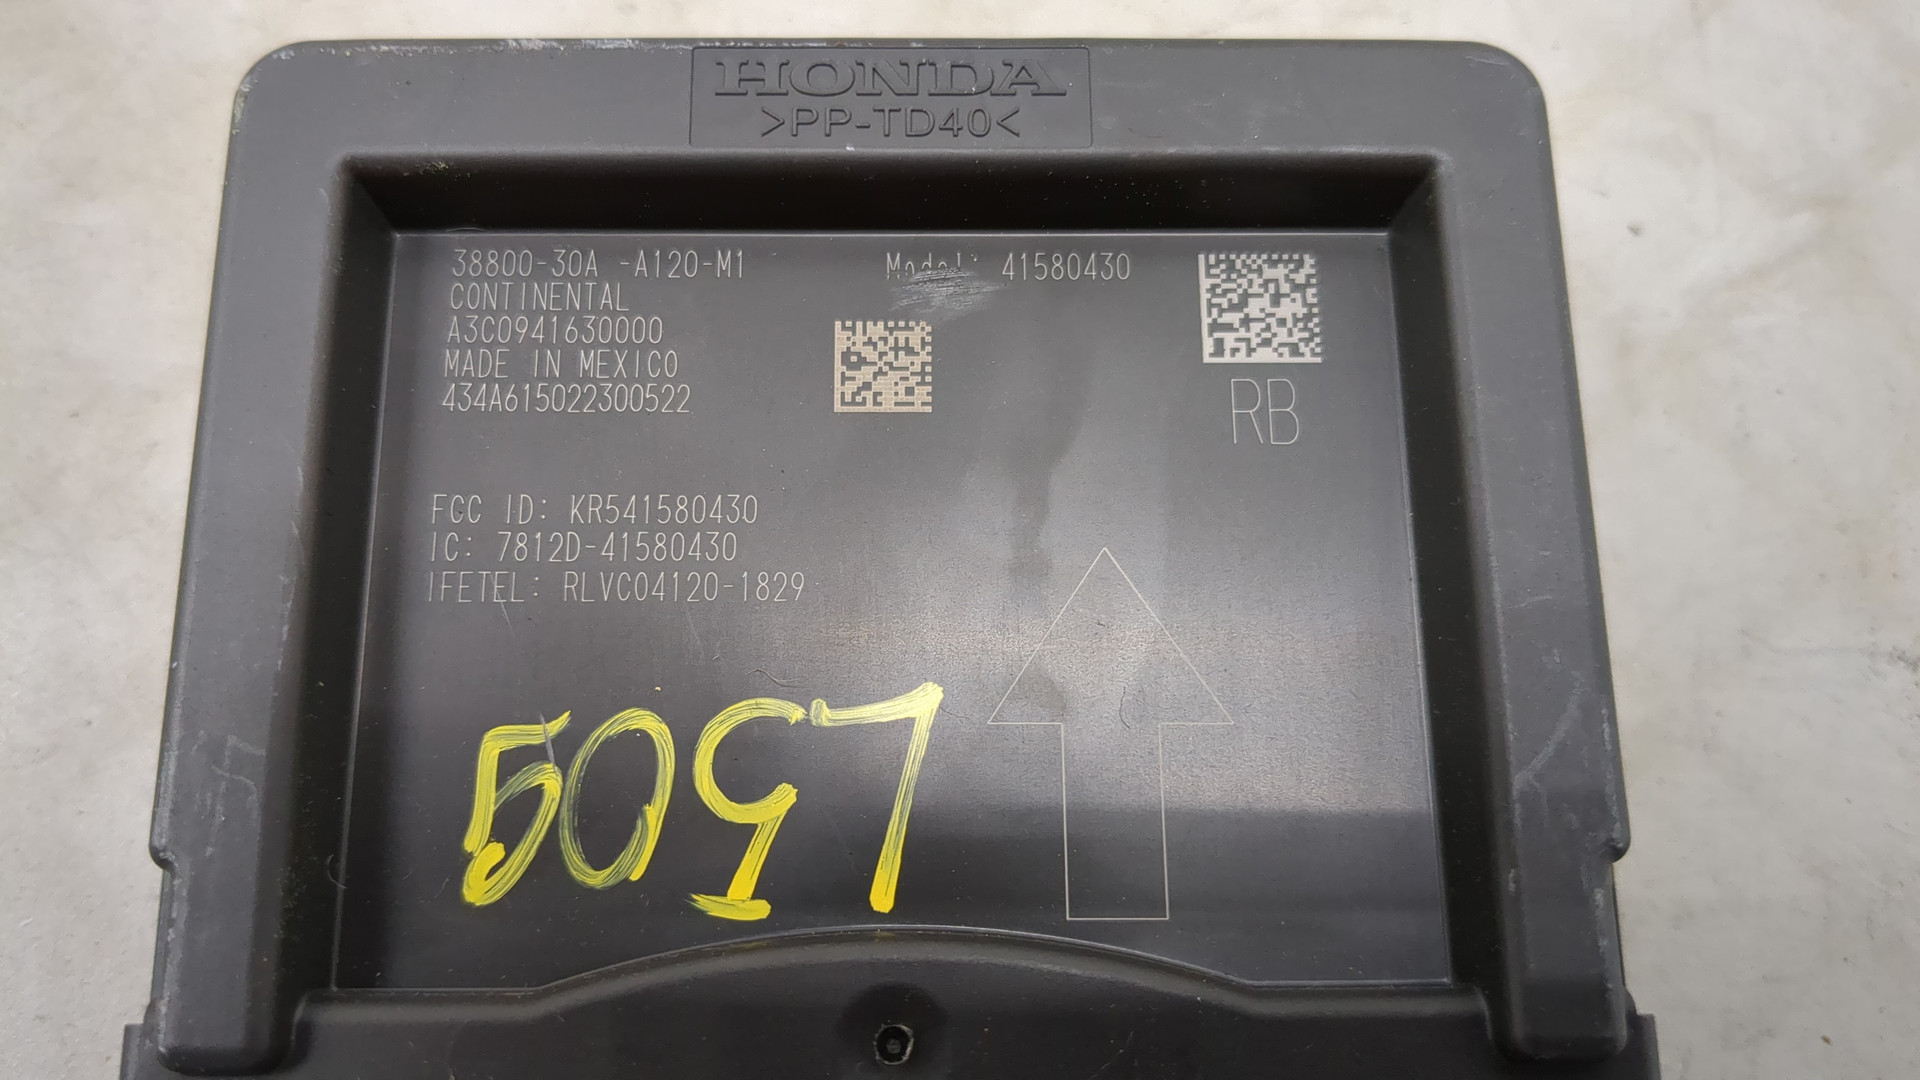 HONDA
>PP-TD40<
38800-30A -A120-M1
Model: 41580430
CONTINENTAL
A3C0941630000
MADE IN MEXICO
434A615022300522
RB
FCC ID: KR541580430
IC: 7812D-41580430
IFETEL: RLVC04120-1829